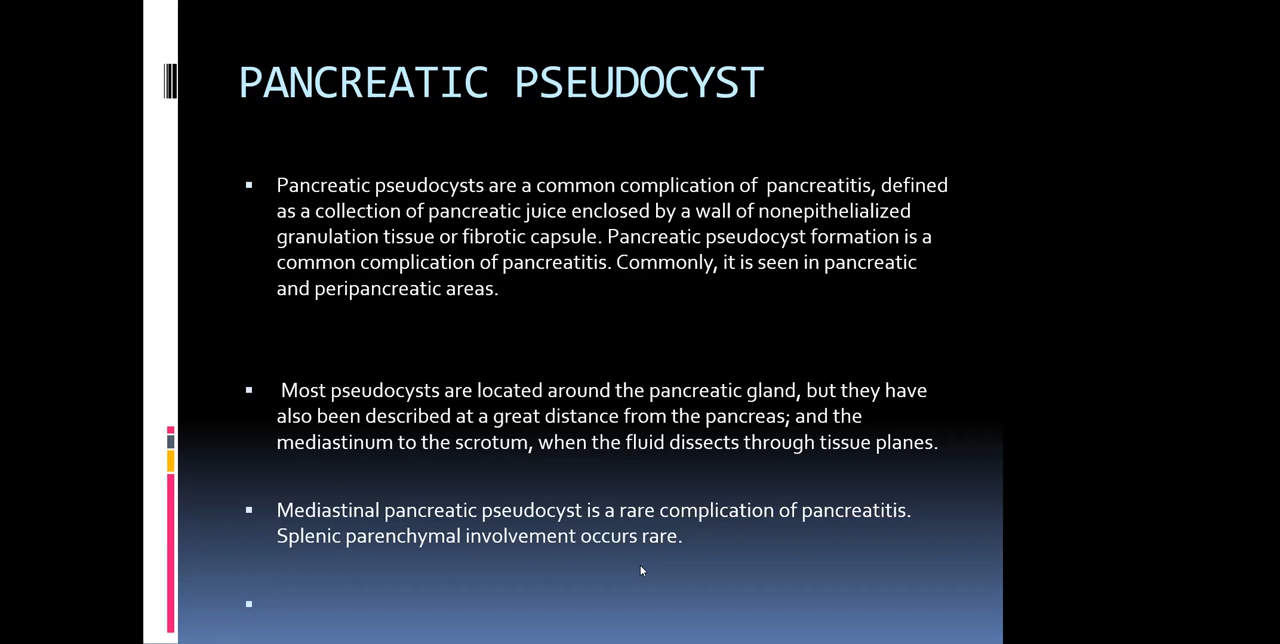 PANCREATIC PSEUDOCYST
Pancreatic pseudocysts are a common complication of pancreatitis, defined
as a collection of pancreatic juice enclosed by a wall of nonepithelialized
granulation tissue or fibrotic capsule. Pancreatic pseudocyst formation is a
common complication of pancreatitis. Commonly, it is seen in pancreatic
and peripancreatic areas.
Most pseudocysts are located around the pancreatic gland, but they have
also been described at a great distance from the pancreas; and the
mediastinum to the scrotum, when the fluid dissects through tissue planes.
Mediastinal pancreatic pseudocyst is a rare complication of pancreatitis.
Splenic parenchymal involvement occurs rare.